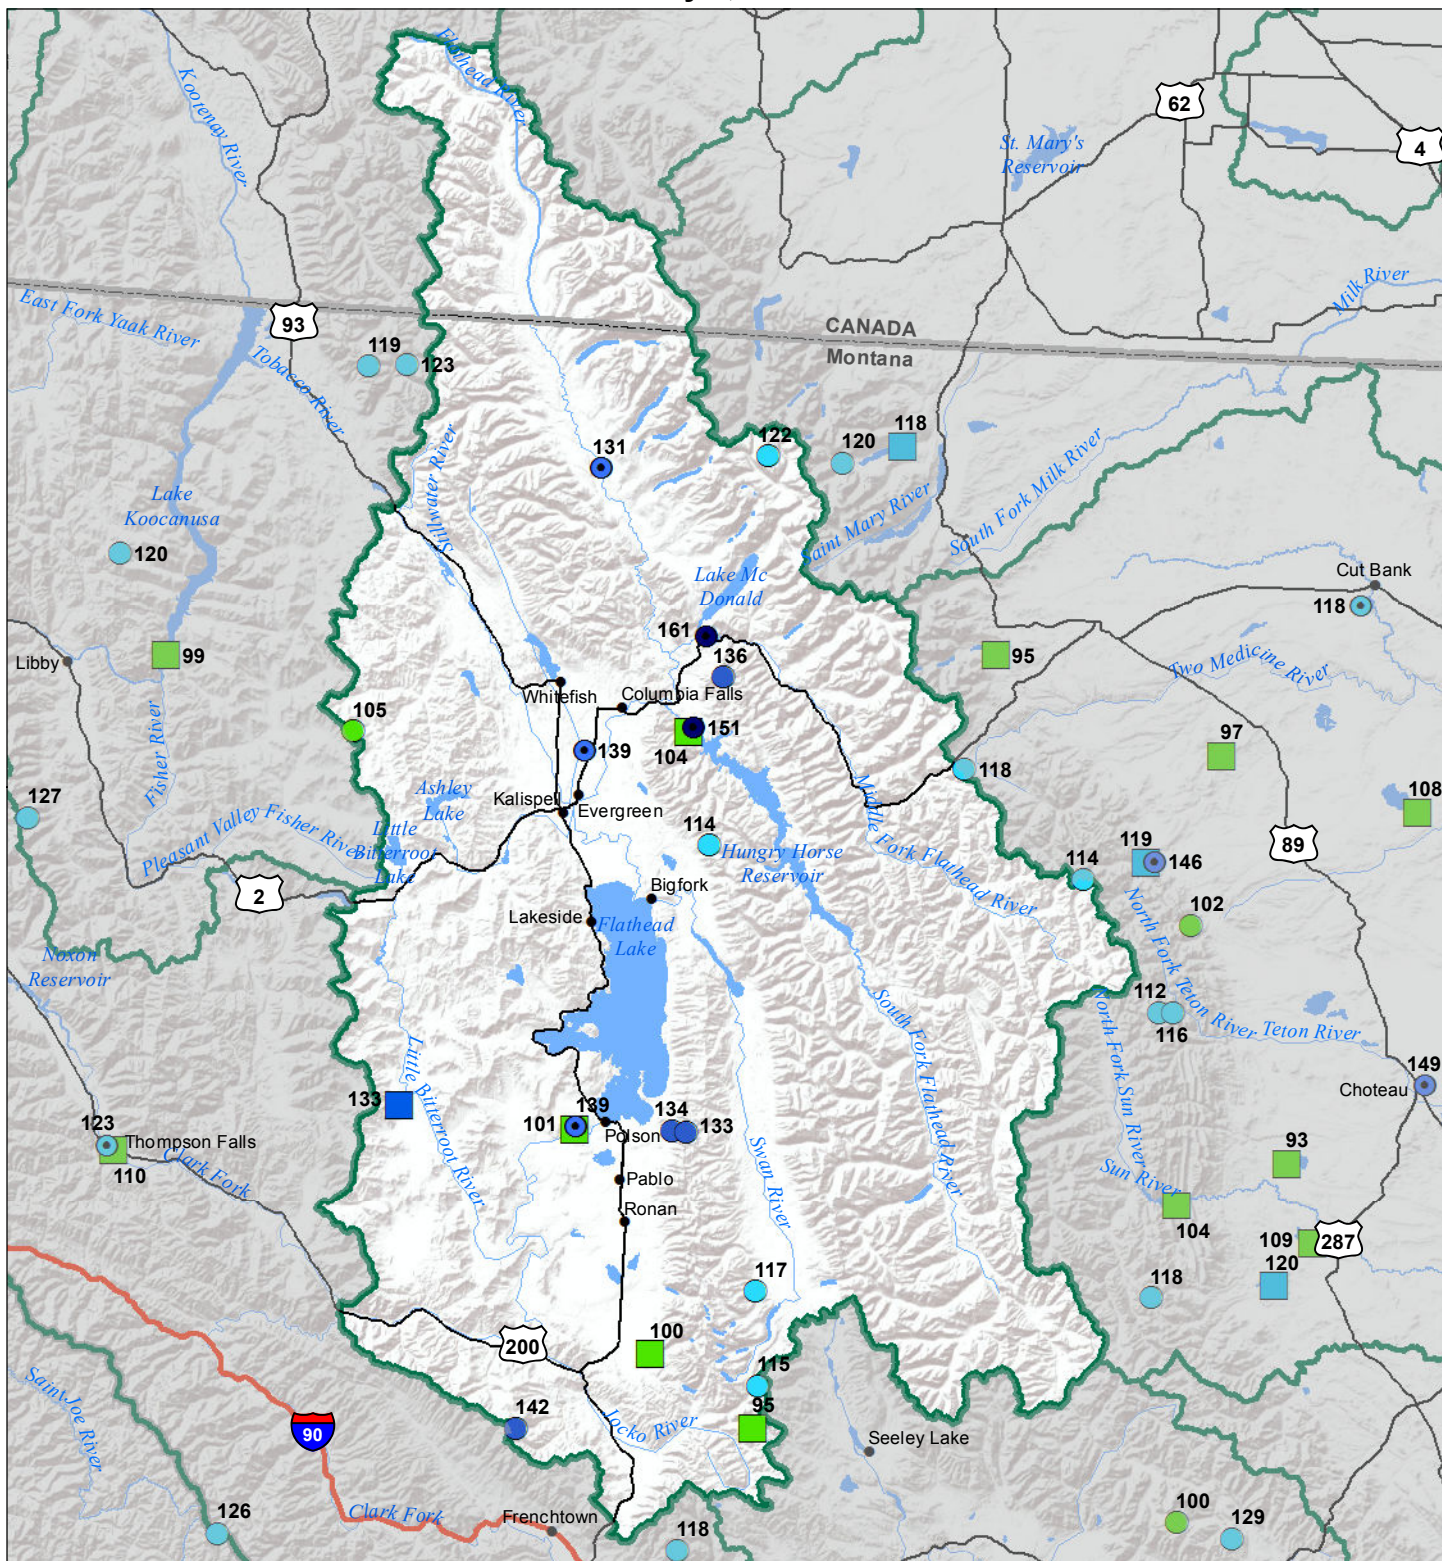 Flathead River
Kootenay River
62
4
St. Mary's
Reservoir
Milk River
East Fork Yaak River
93
CANADA
Montana
Tobacco River
119
123
118
122
120
131
Stillwater River
South Fork Milk River
Saint Mary River
Lake
Koocanusa
120
Lake Mc
Donald
Cut Bank
118
161
136
95
Libby
99
Two Medicine River
Whitefish
Columbia Falls
105
151
104
139
97
118
Fisher River
Ashley
Lake
Kalispell
Evergreen
108
127
Pleasant Valley Fisher River
Little
Bitterroot
Lake
114
Hungry Horse
Reservoir
Middle Fork Flathead River
89
119
146
114
2
Bigfork
Lakeside
Flathead
Lake
102
North Fork Teton River
Noxon
Reservoir
112
116
Teton River
South Fork Flathead River
North Fork Sun River
149
Choteau
Little Bitterroot River
133
139
101
134
133
Polson
123
Thompson Falls
110
Clark Fork
93
Swan River
Pablo
Sun River
104
Ronan
109
287
120
118
117
200
100
115
95
142
Jocko River
Saint Joe River
90
Seeley Lake
Clark Fork
Frenchtown
126
118
100
129